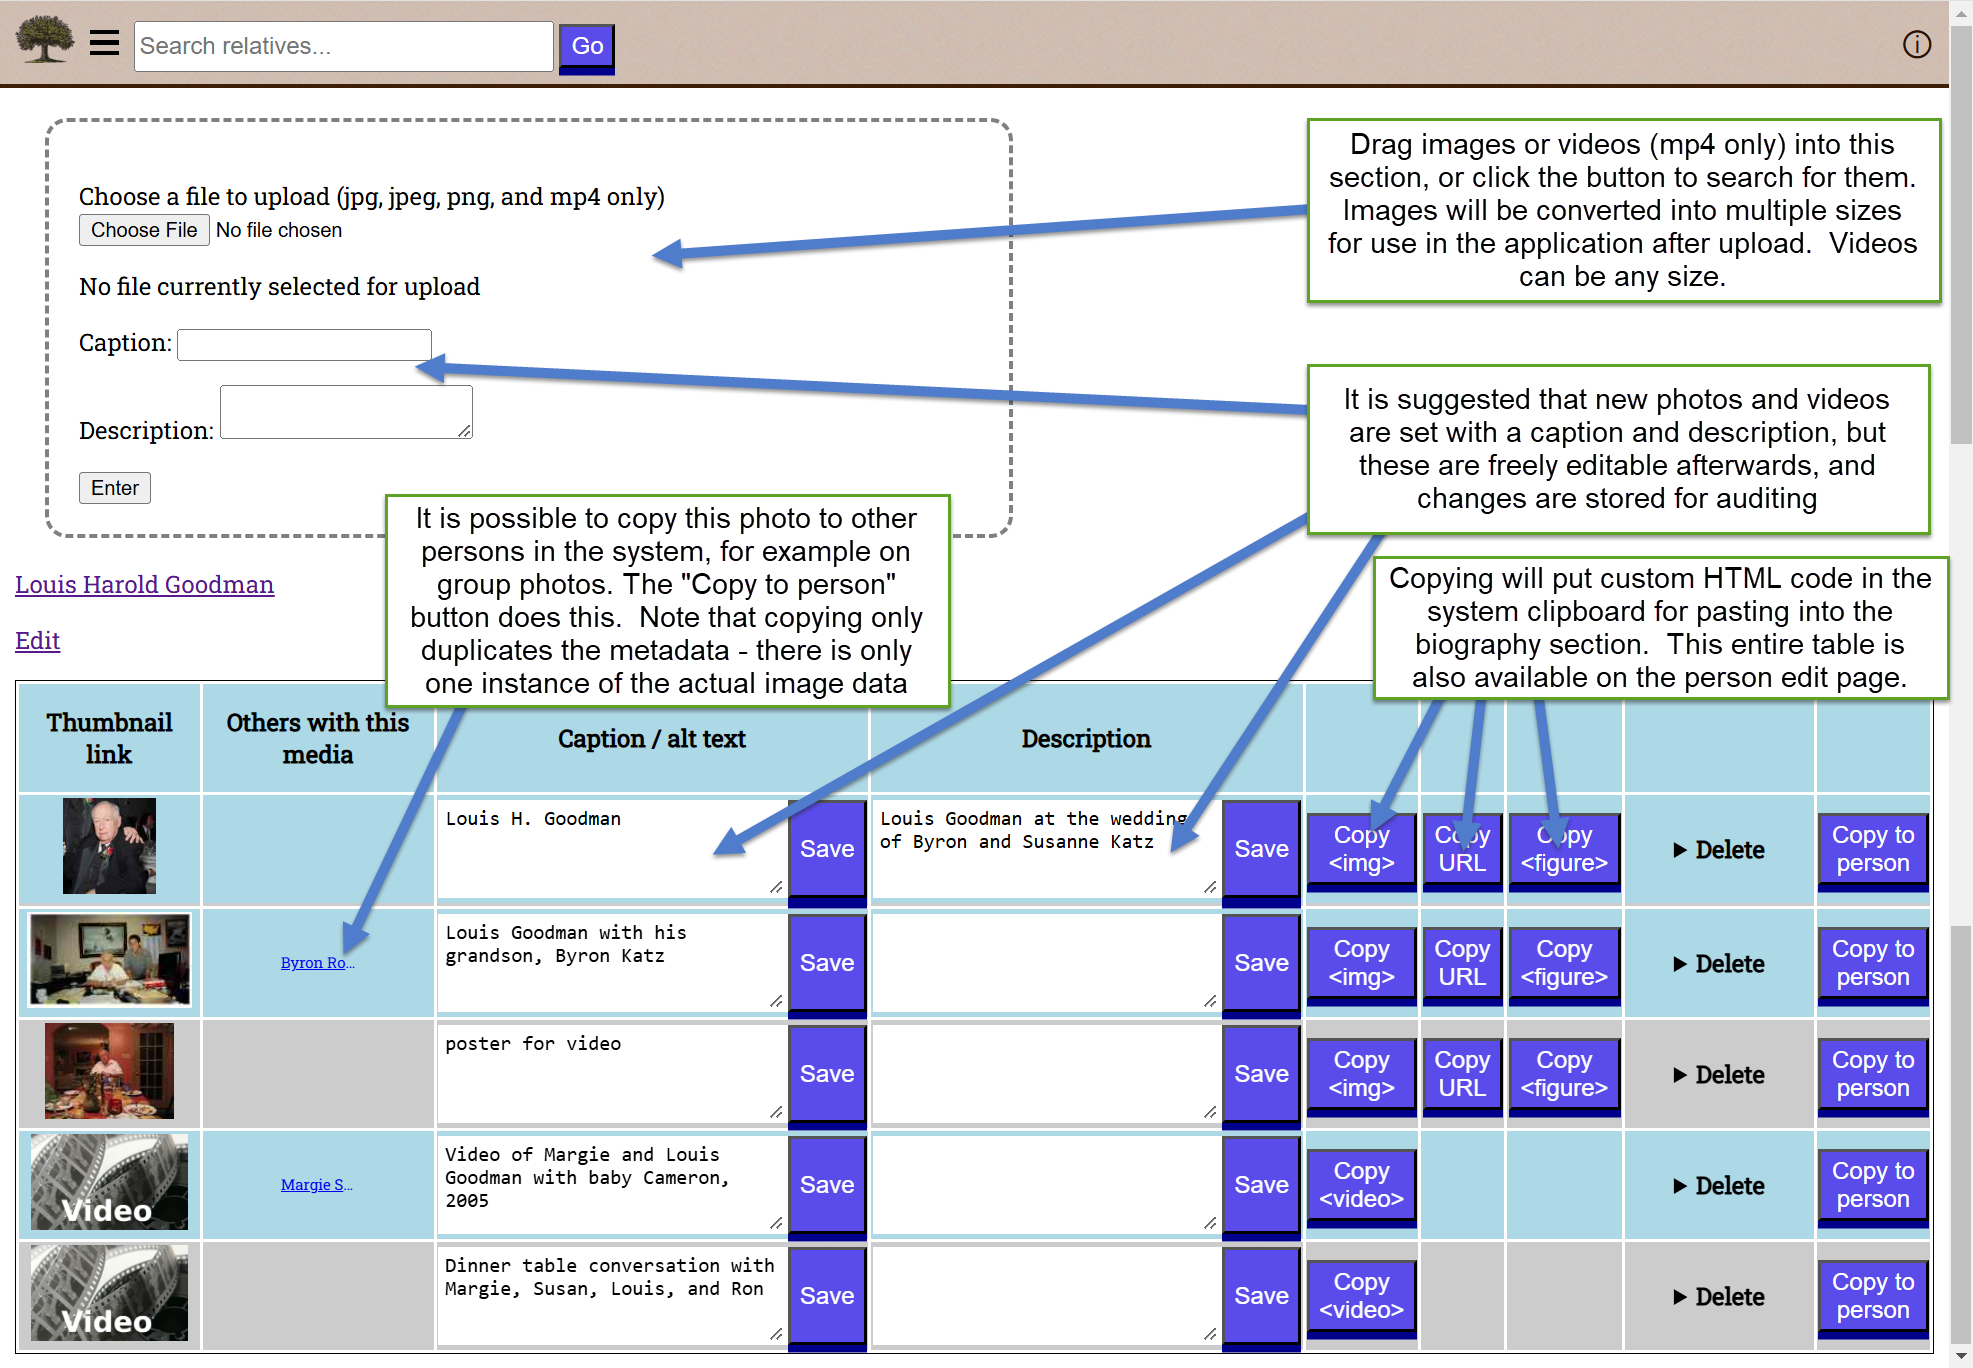 Search relatives...
Go
Choose a file to upload (jpg, jpeg, png, and mp4 only)
Choose File No file chosen
No file currently selected for upload
Caption:
Description:
Enter
Drag images or videos (mp4 only) into this
section, or click the button to search for them.
Images will be converted into multiple sizes
for use in the application after upload.  Videos
can be any size.
It is suggested that new photos and videos
are set with a caption and description, but
these are freely editable afterwards, and
changes are stored for auditing
It is possible to copy this photo to other
persons in the system, for example on
group photos. The "Copy to person"
button does this.  Note that copying only
duplicates the metadata - there is only
one instance of the actual image data
Copying will put custom HTML code in the
system clipboard for pasting into the
biography section.  This entire table is
also available on the person edit page.
Louis Harold Goodman
Edit
Thumbnail
link
Others with this
media
Caption / alt text
Description
Louis H. Goodman
Save
Louis Goodman at the wedding
of Byron and Susanne Katz
Save
Copy
<img>
Copy
URL
Copy
<figure>
Delete
Copy to
person
Byron Ro...
Louis Goodman with his
grandson, Byron Katz
Save
Save
Copy
<img>
Copy
URL
Copy
<figure>
Delete
Copy to
person
poster for video
Save
Save
Copy
<img>
Copy
URL
Copy
<figure>
Delete
Copy to
person
Video
Margie S...
Video of Margie and Louis
Goodman with baby Cameron,
2005
Save
Save
Copy
<video>
Delete
Copy to
person
Video
Dinner table conversation with
Margie, Susan, Louis, and Ron
Save
Save
Copy
<video>
Delete
Copy to
person